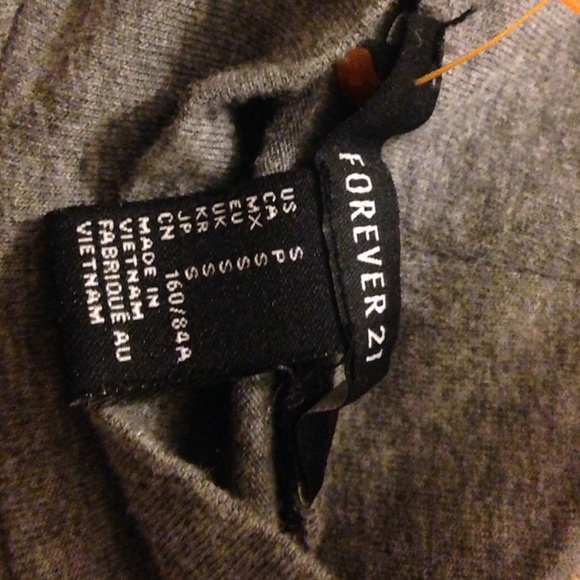 FOREVER 21
US S
CA P
MX S
EU S
UK S
KR S
JP S
CN 160/84A
MADE IN
VIETNAM
FABRIQUÉ AU
VIETNAM